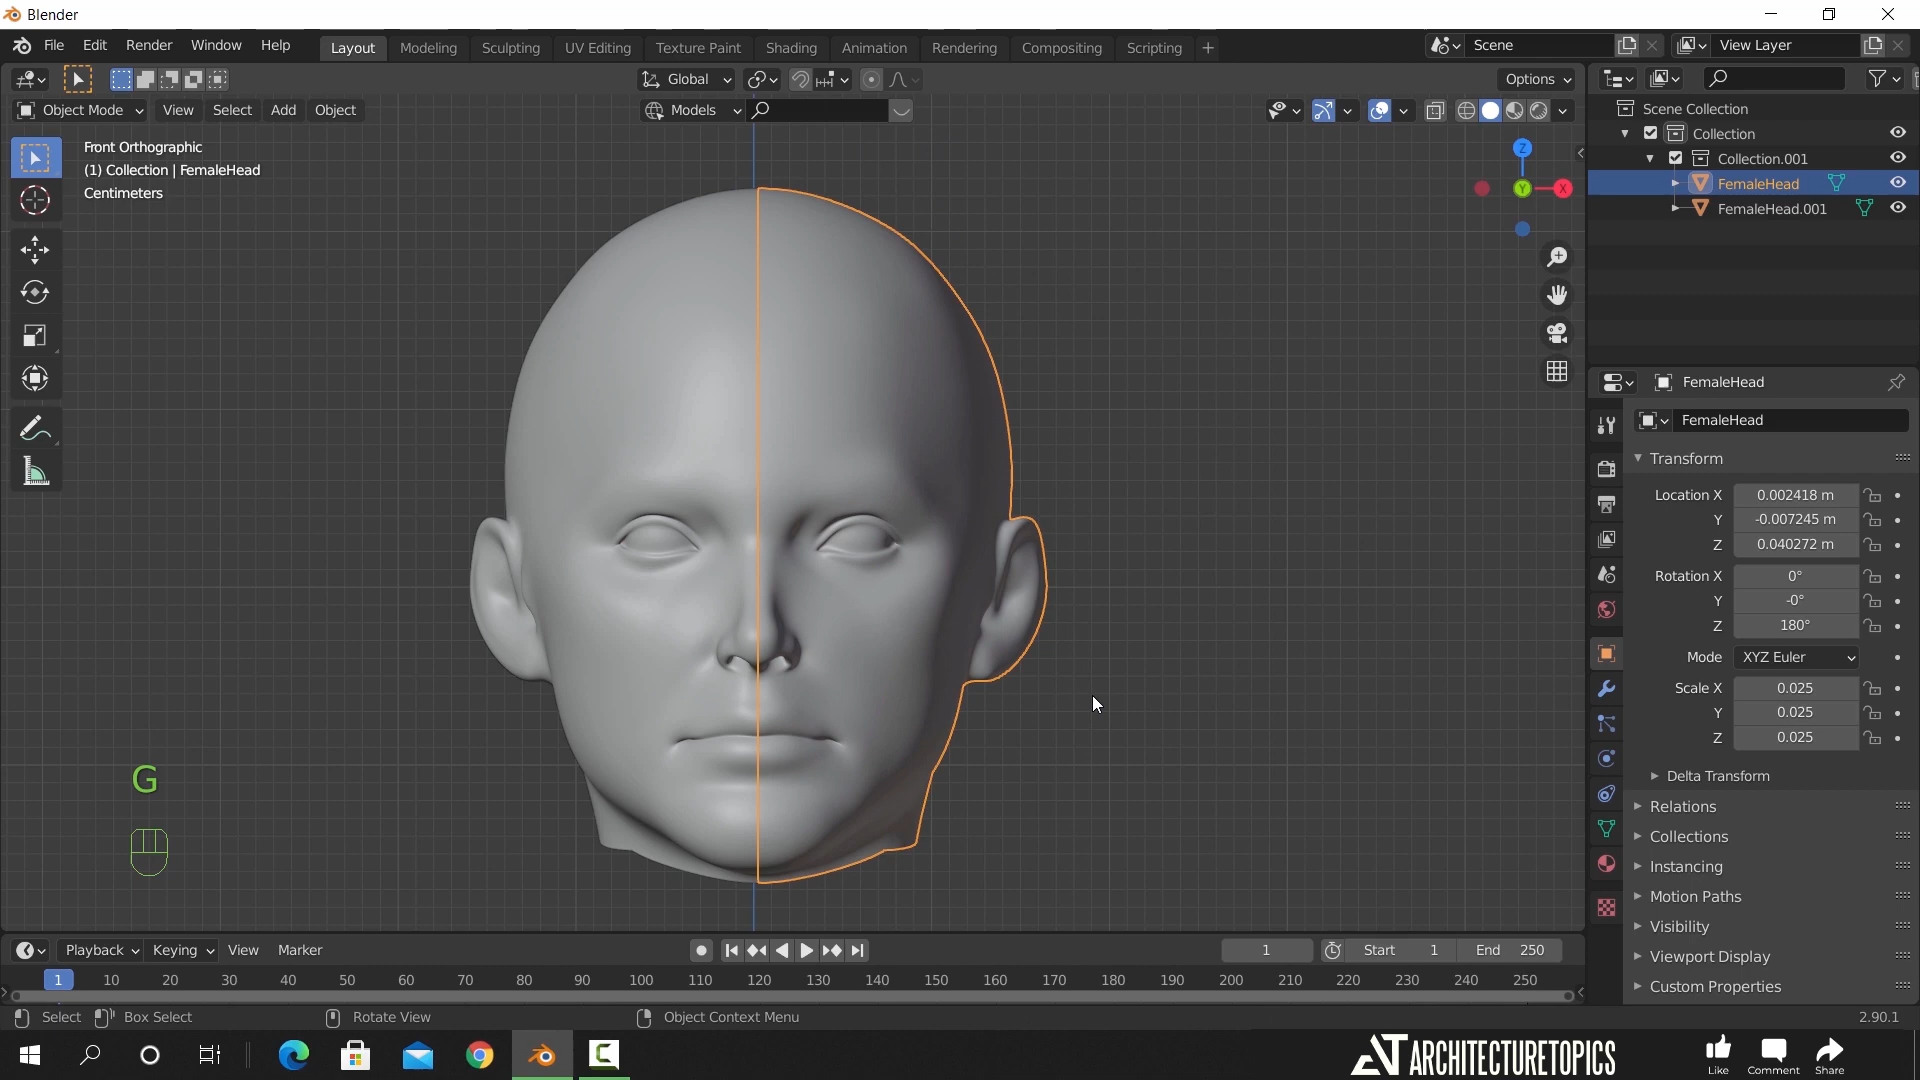 Blender
File Edit Render Window Help Layout Modeling Sculpting UV Editing Texture Paint Shading Animation Rendering Compositing Scripting + Scene View Layer
Global Options
Object Mode View Select Add Object Models
Front Orthographic
(1) Collection | FemaleHead
Centimeters
Z
Y
X
Scene Collection
Collection
Collection.001
FemaleHead
FemaleHead.001
FemaleHead
FemaleHead
Transform
Location X 0.002418 m
Y -0.007245 m
Z 0.040272 m
Rotation X 0°
Y -0°
Z 180°
Mode XYZ Euler
Scale X 0.025
Y 0.025
Z 0.025
Delta Transform
Relations
Collections
Instancing
Motion Paths
Visibility
Viewport Display
Custom Properties
G
Playback Keying View Marker 1 Start 1 End 250
1 10 20 30 40 50 60 70 80 90 100 110 120 130 140 150 160 170 180 190 200 210 220 230 240 250
Select Box Select Rotate View Object Context Menu 2.90.1
ARCHITECTURETOPICS
Like Comment Share